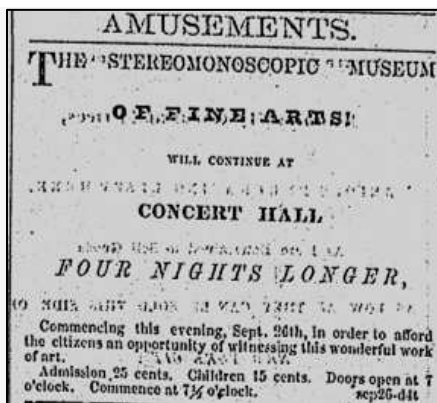 AMUSEMENTS.
THE STEREOMONOSCOPIC MUSEUM
OF FINE ARTS!
WILL CONTINUE AT
CONCERT HALL
FOUR NIGHTS LONGER,
Commencing this evening, Sept. 26th, in order to afford
the citizens an opportunity of witnessing this wonderful work
of art.
Admission 25 cents. Children 15 cents. Doors open at 7
o'clock. Commence at 7½ o'clock. sep26-d4t